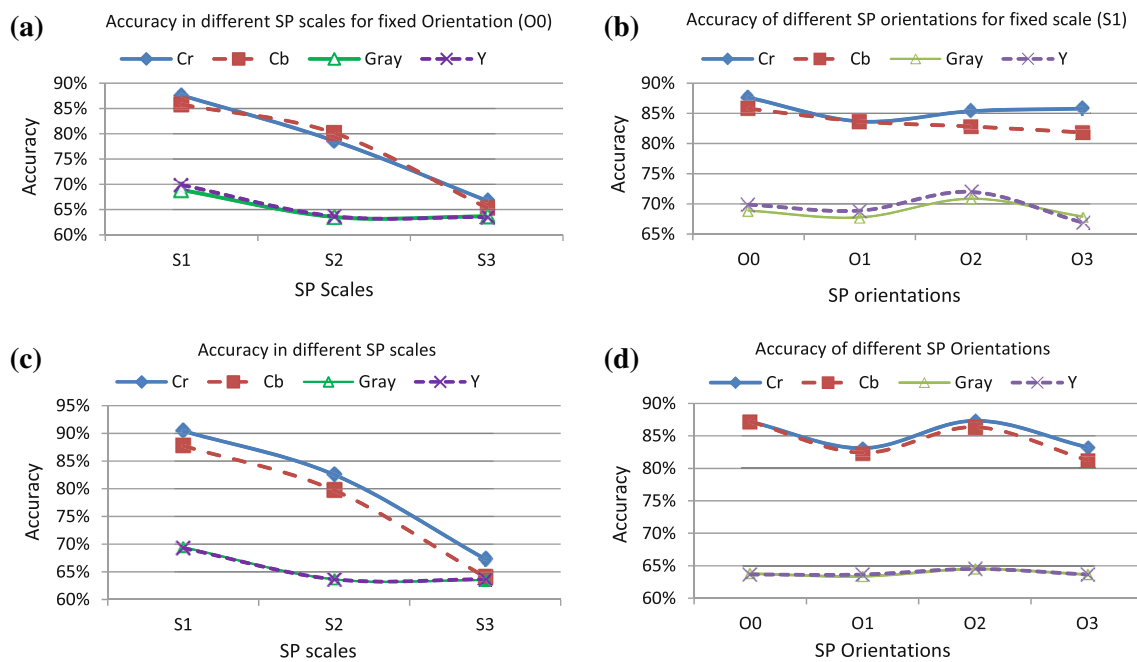 (a)
Accuracy in different SP scales for fixed Orientation (O0)
Cr Cb Gray Y
90%
85%
80%
75%
70%
65%
60%
Accuracy
S1 S2 S3
SP Scales
(b)
Accuracy of different SP orientations for fixed scale (S1)
Cr Cb Gray Y
90%
85%
80%
75%
70%
65%
Accuracy
O0 O1 O2 O3
SP orientations
(c)
Accuracy in different SP scales
Cr Cb Gray Y
95%
90%
85%
80%
75%
70%
65%
60%
Accuracy
S1 S2 S3
SP scales
(d)
Accuracy of different SP Orientations
Cr Cb Gray Y
90%
85%
80%
75%
70%
65%
60%
Accuracy
O0 O1 O2 O3
SP Orientations